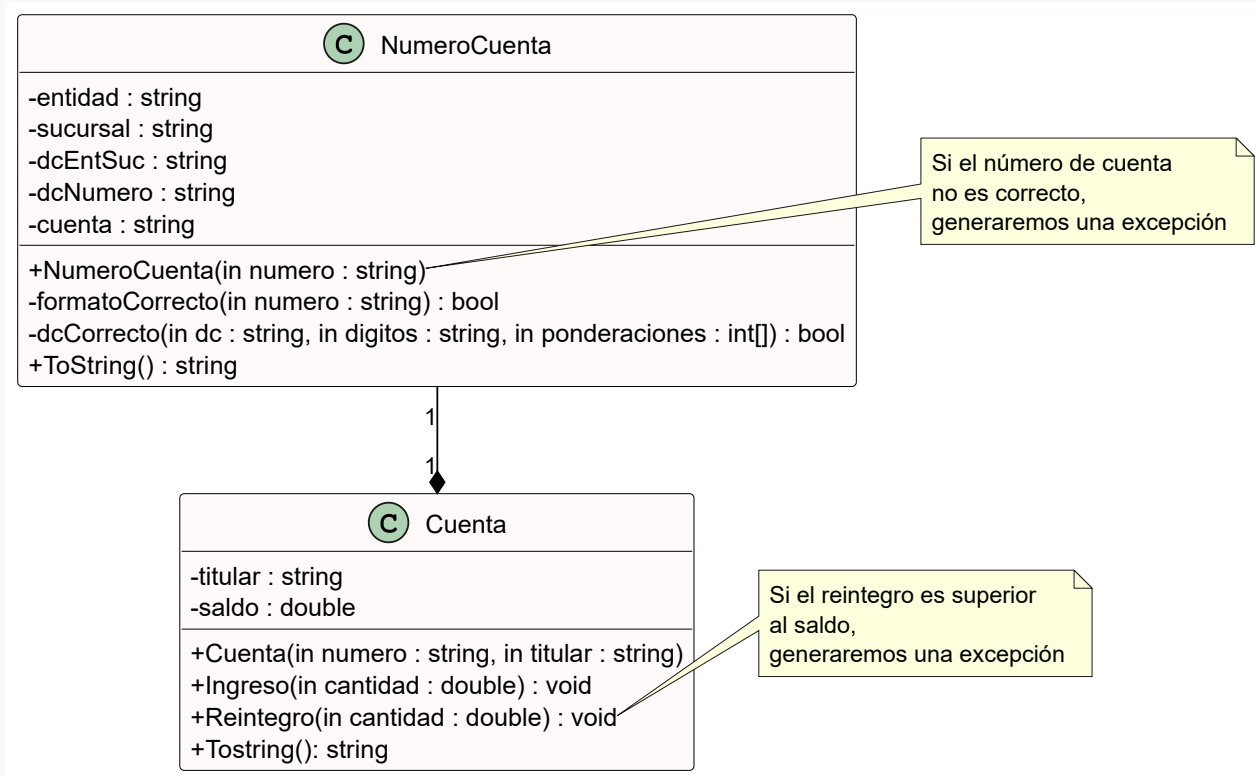 C NumeroCuenta
-entidad : string
-sucursal : string
-dcEntSuc : string
-dcNumero : string
-cuenta : string
+NumeroCuenta(in numero : string)
-formatoCorrecto(in numero : string) : bool
-dcCorrecto(in dc : string, in digitos : string, in ponderaciones : int[]) : bool
+ToString() : string
Si el número de cuenta
no es correcto,
generaremos una excepción
1
1
C Cuenta
-titular : string
-saldo : double
+Cuenta(in numero : string, in titular : string)
+Ingreso(in cantidad : double) : void
+Reintegro(in cantidad : double) : void
+Tostring(): string
Si el reintegro es superior
al saldo,
generaremos una excepción